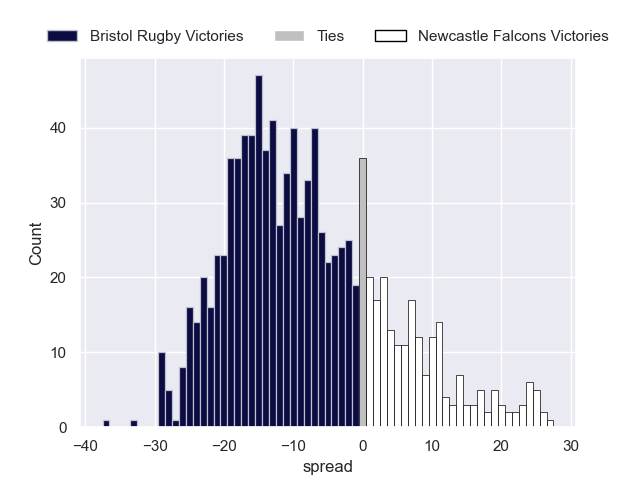 Bristol Rugby Victories
Ties
Newcastle Falcons Victories
Count
40
30
20
10
0
−40
−30
−20
−10
0
10
20
30
spread